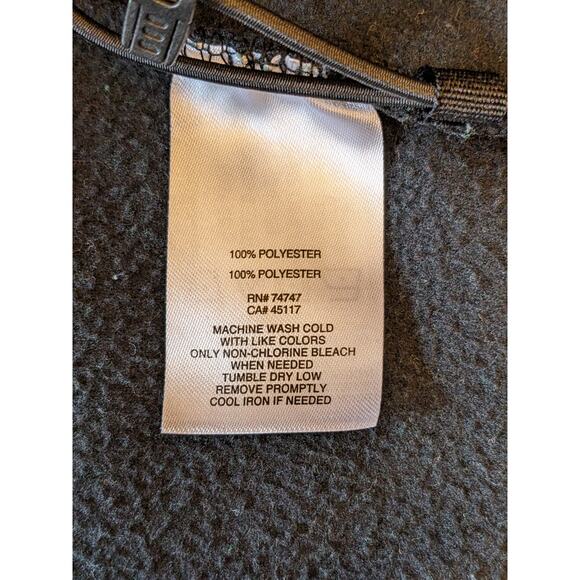 100% POLYESTER
100% POLYESTER
RN# 74747
CA# 45117
MACHINE WASH COLD
WITH LIKE COLORS
ONLY NON-CHLORINE BLEACH
WHEN NEEDED
TUMBLE DRY LOW
REMOVE PROMPTLY
COOL IRON IF NEEDED